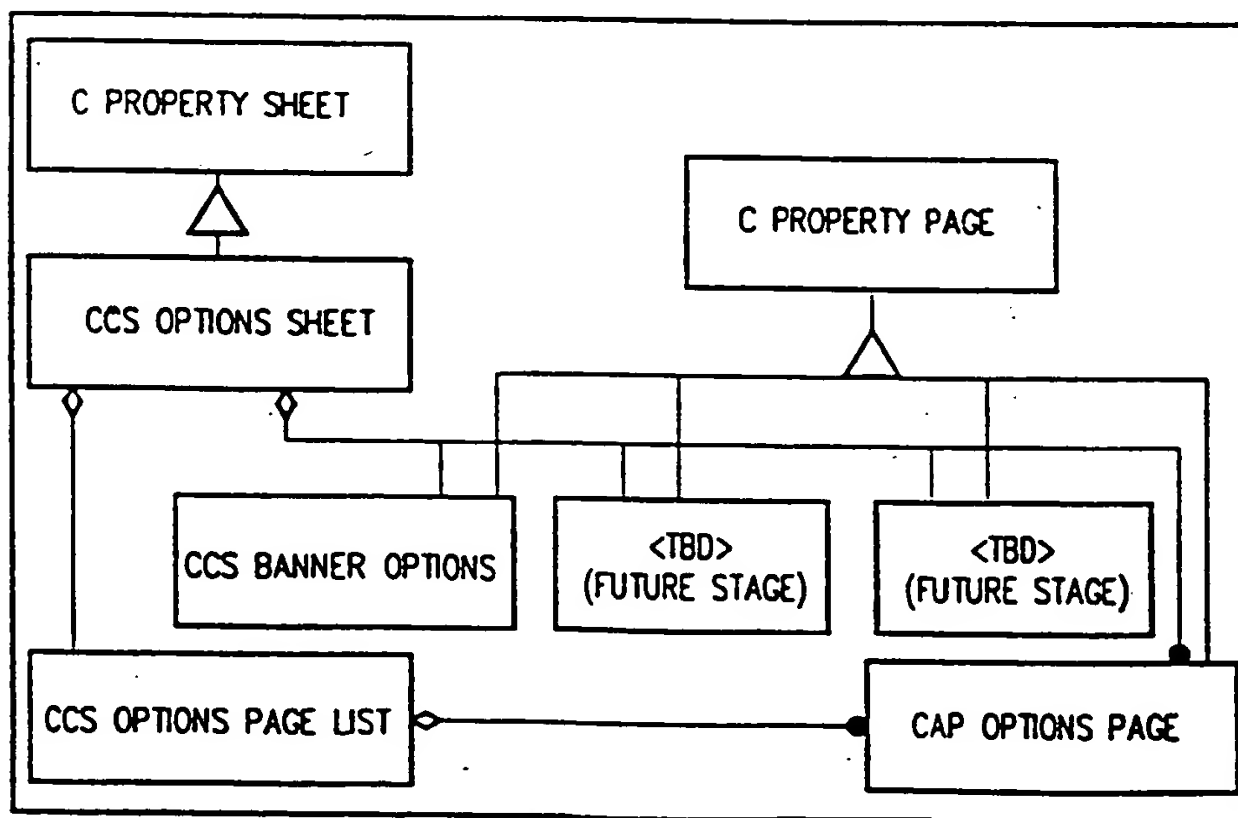 C PROPERTY SHEET
C PROPERTY PAGE
CCS OPTIONS SHEET
CCS BANNER OPTIONS
<TBD>
(FUTURE STAGE)
<TBD>
(FUTURE STAGE)
CCS OPTIONS PAGE LIST
CAP OPTIONS PAGE